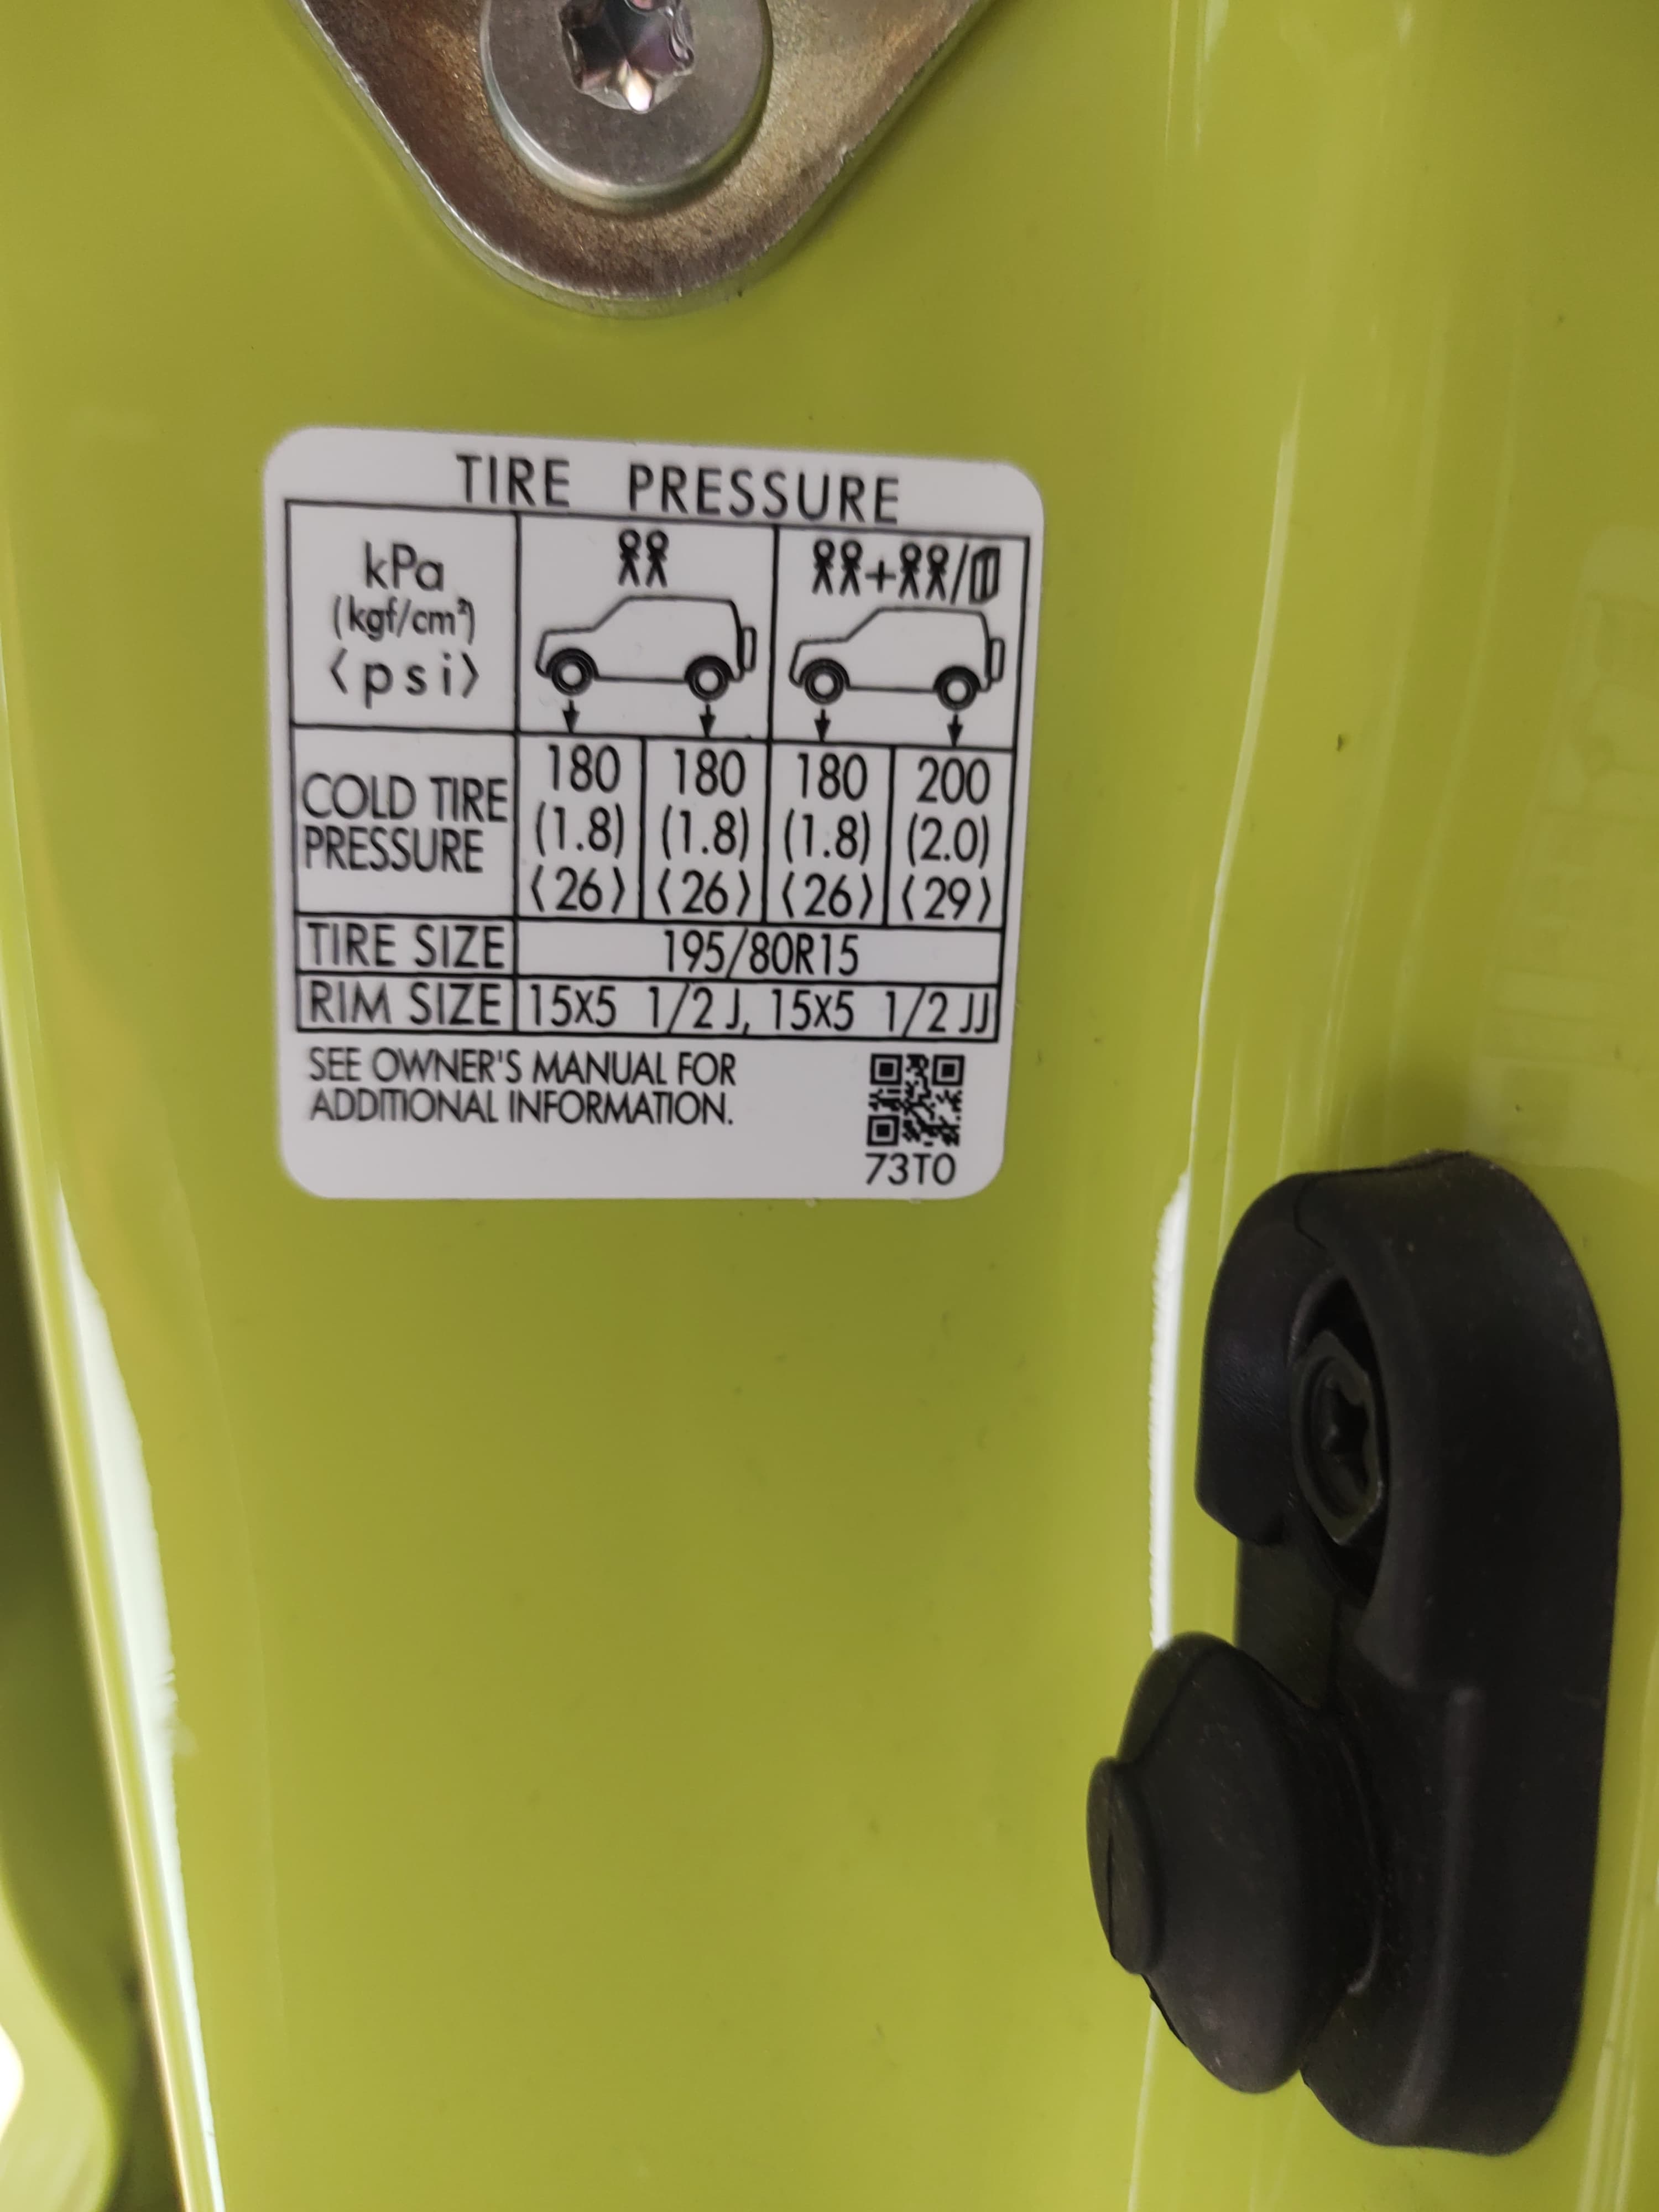 TIRE PRESSURE
kPa
(kgf/cm²)
〈psi〉
+ /
COLD TIRE
PRESSURE
180 180 180 200
(1.8) (1.8) (1.8) (2.0)
〈26〉 〈26〉 〈26〉 〈29〉
TIRE SIZE 195/80R15
RIM SIZE 15X5 1/2 J, 15X5 1/2 JJ
SEE OWNER'S MANUAL FOR
ADDITIONAL INFORMATION.
73T0